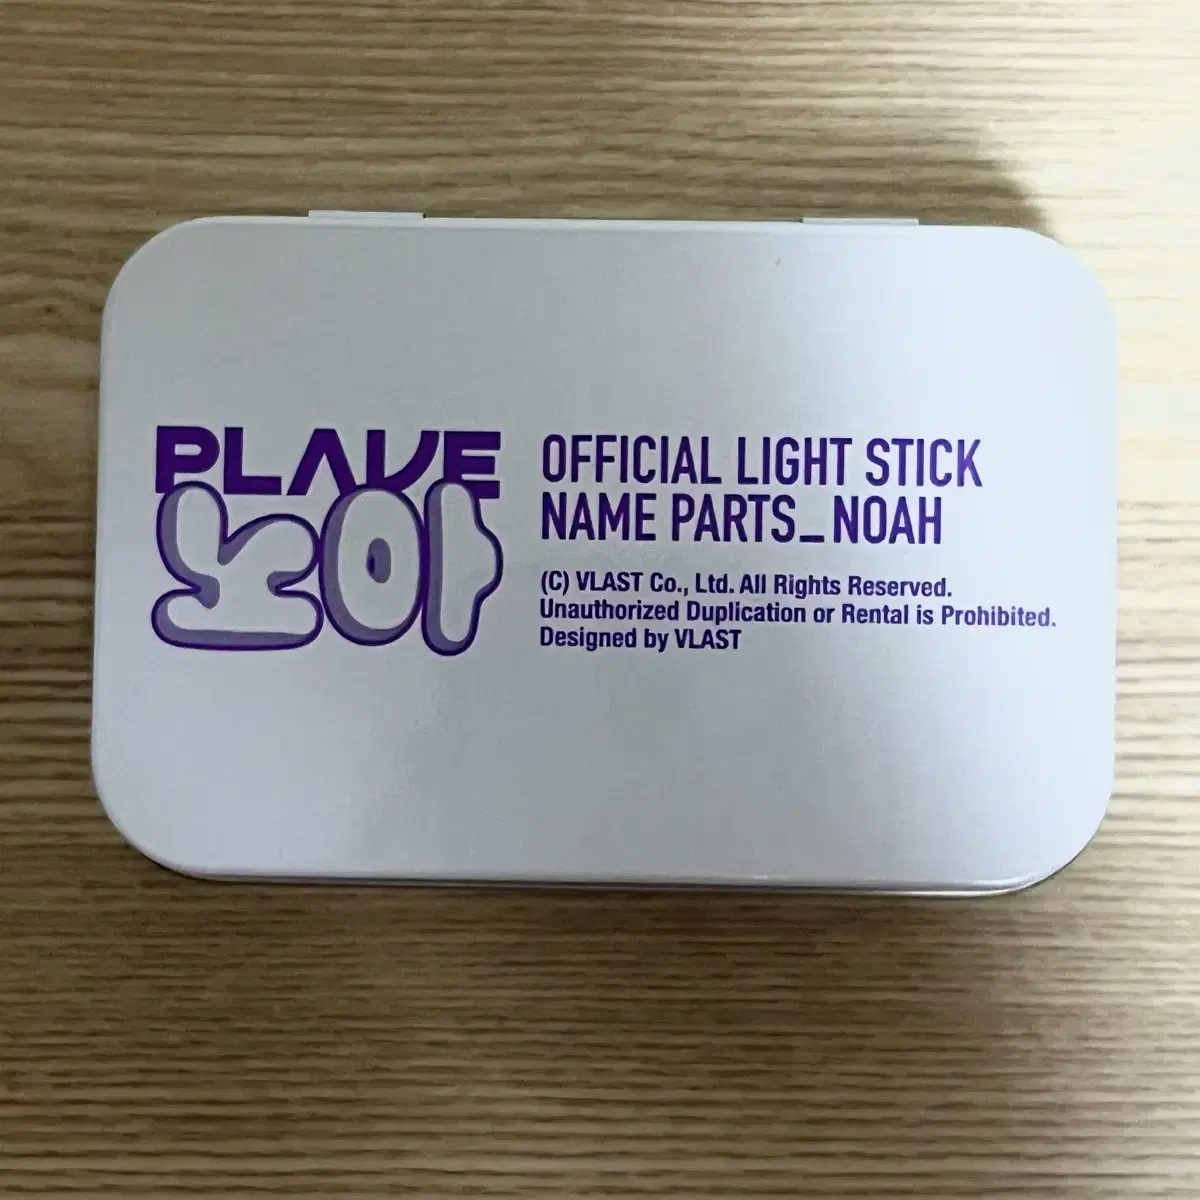 PLAVE
노아
OFFICIAL LIGHT STICK
NAME PARTS_NOAH
(C) VLAST Co., Ltd. All Rights Reserved.
Unauthorized Duplication or Rental is Prohibited.
Designed by VLAST